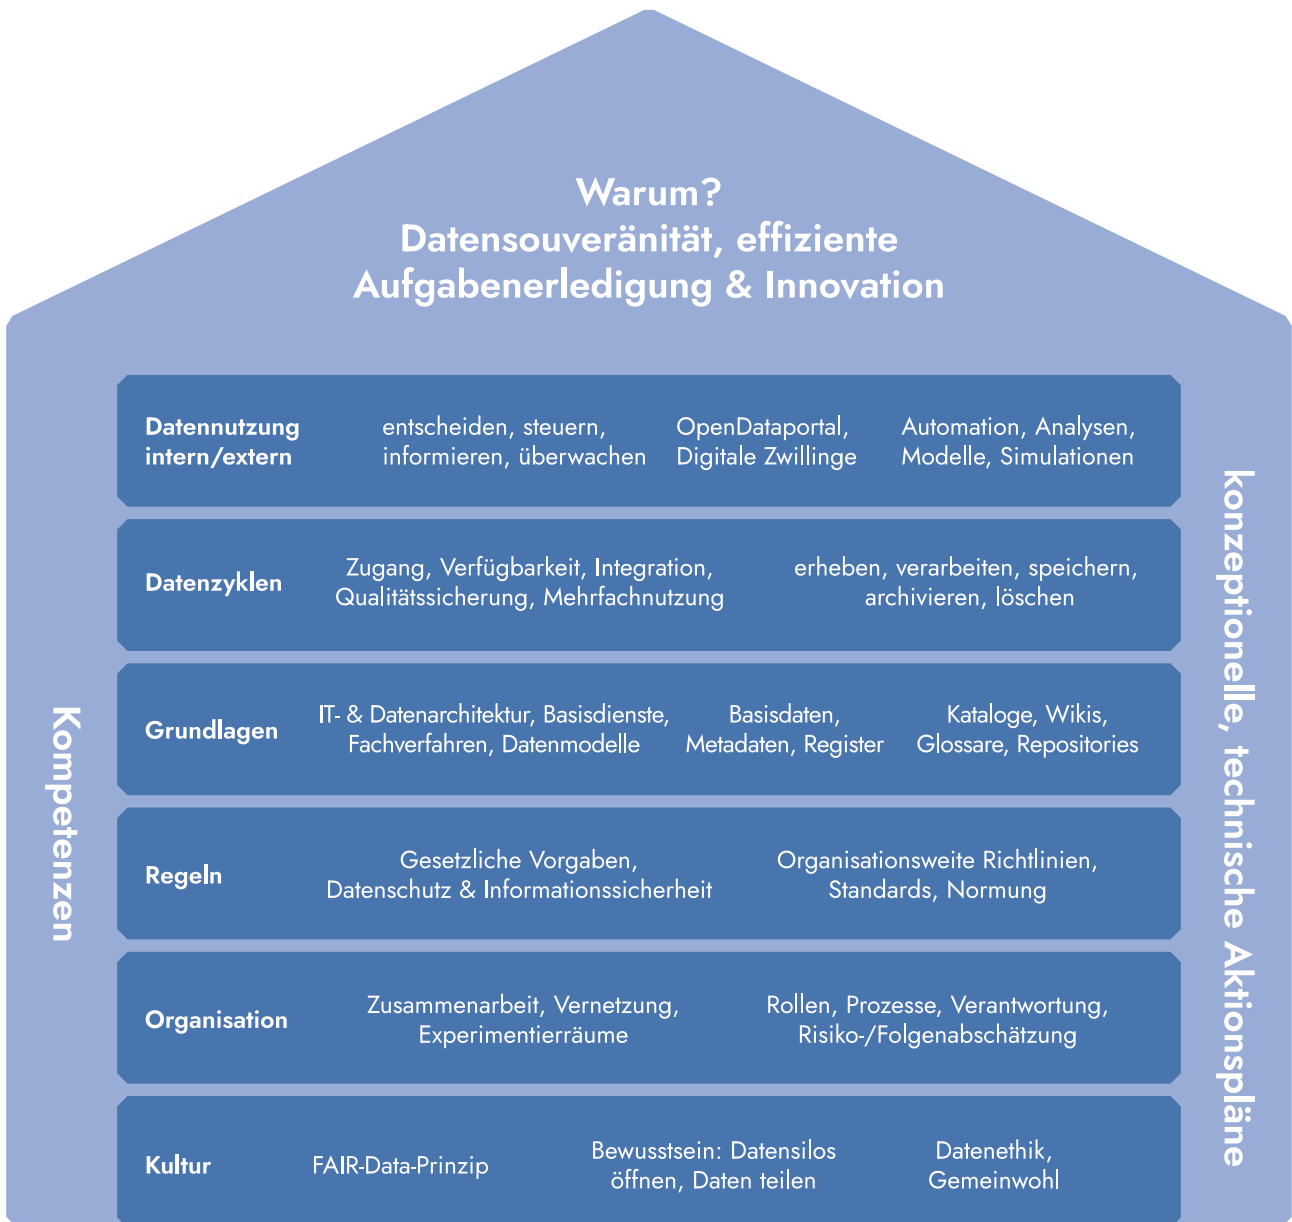 Warum?
Datensouveränität, effiziente
Aufgabenerledigung & Innovation
Kompetenzen
Datennutzung
intern/extern
entscheiden, steuern,
informieren, überwachen
OpenDataportal,
Digitale Zwillinge
Automation, Analysen,
Modelle, Simulationen
Datenzyklen
Zugang, Verfügbarkeit, Integration,
Qualitätssicherung, Mehrfachnutzung
erheben, verarbeiten, speichern,
archivieren, löschen
Grundlagen
IT- & Datenarchitektur, Basisdienste,
Fachverfahren, Datenmodelle
Basisdaten,
Metadaten, Register
Kataloge, Wikis,
Glossare, Repositories
Regeln
Gesetzliche Vorgaben,
Datenschutz & Informationssicherheit
Organisationsweite Richtlinien,
Standards, Normung
Organisation
Zusammenarbeit, Vernetzung,
Experimentierräume
Rollen, Prozesse, Verantwortung,
Risiko-/Folgenabschätzung
Kultur
FAIR-Data-Prinzip
Bewusstsein: Datensilos
öffnen, Daten teilen
Datenethik,
Gemeinwohl
konzeptionelle, technische Aktionspläne